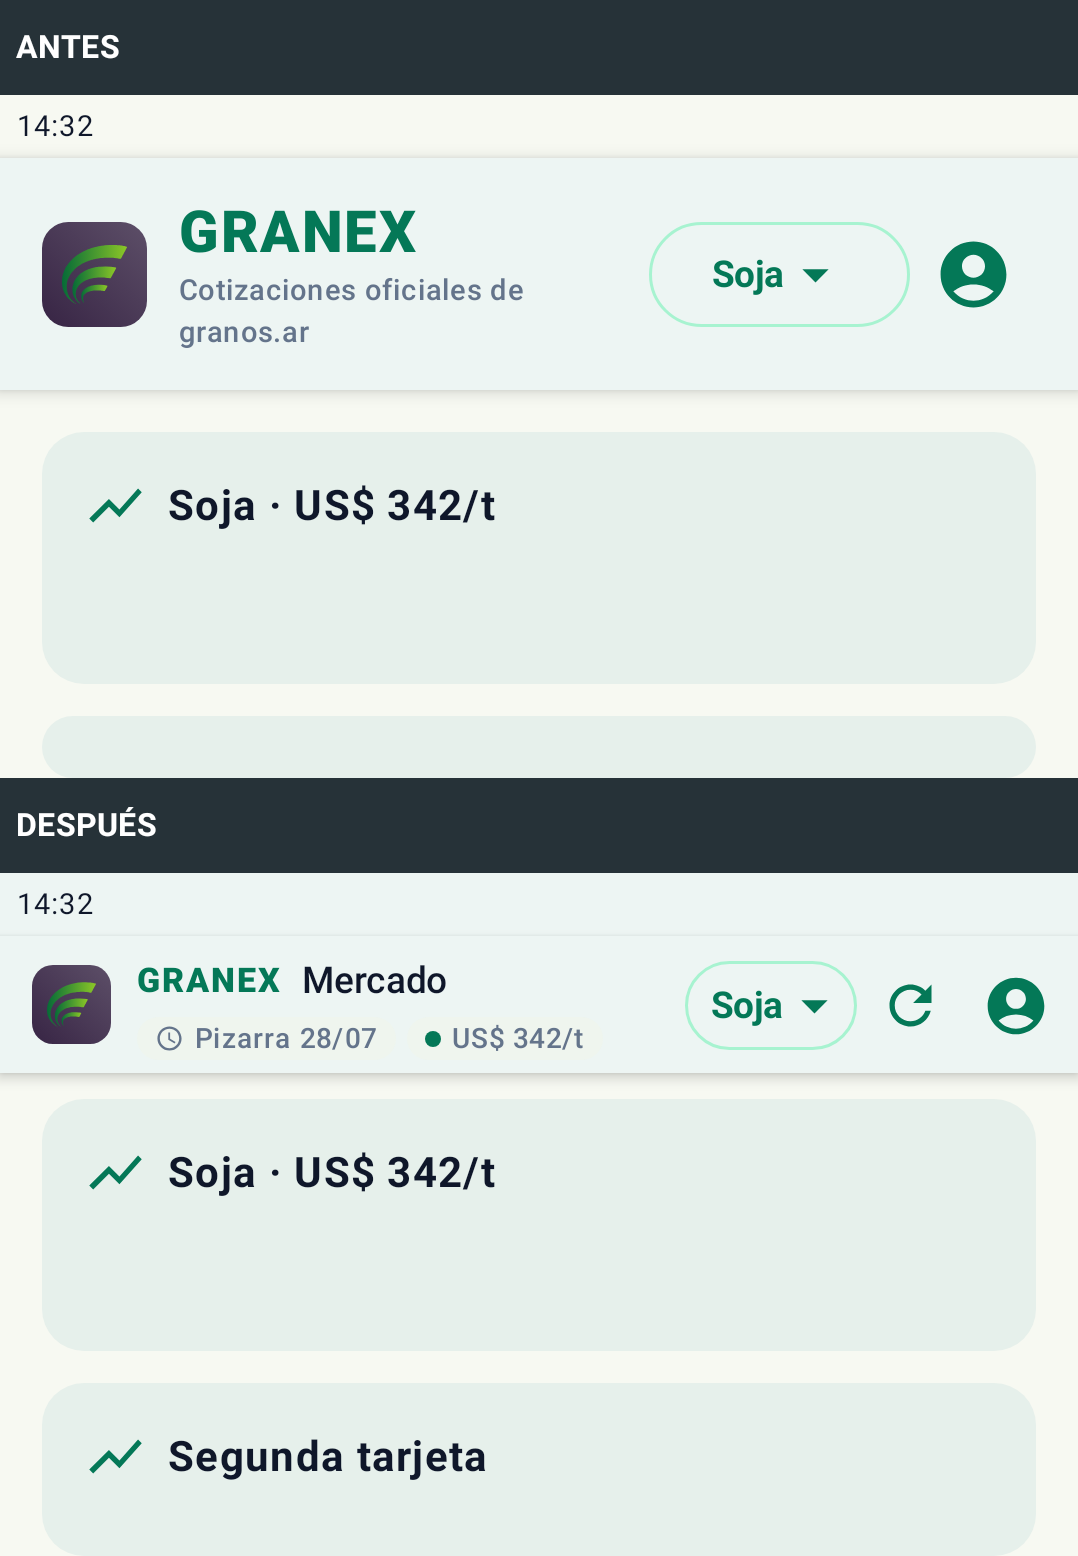 ANTES
14:32
GRANEX
Cotizaciones oficiales de
granos.ar
Soja
Soja · US$ 342/t
DESPUÉS
14:32
GRANEX Mercado
Pizarra 28/07 US$ 342/t
Soja
Soja · US$ 342/t
Segunda tarjeta